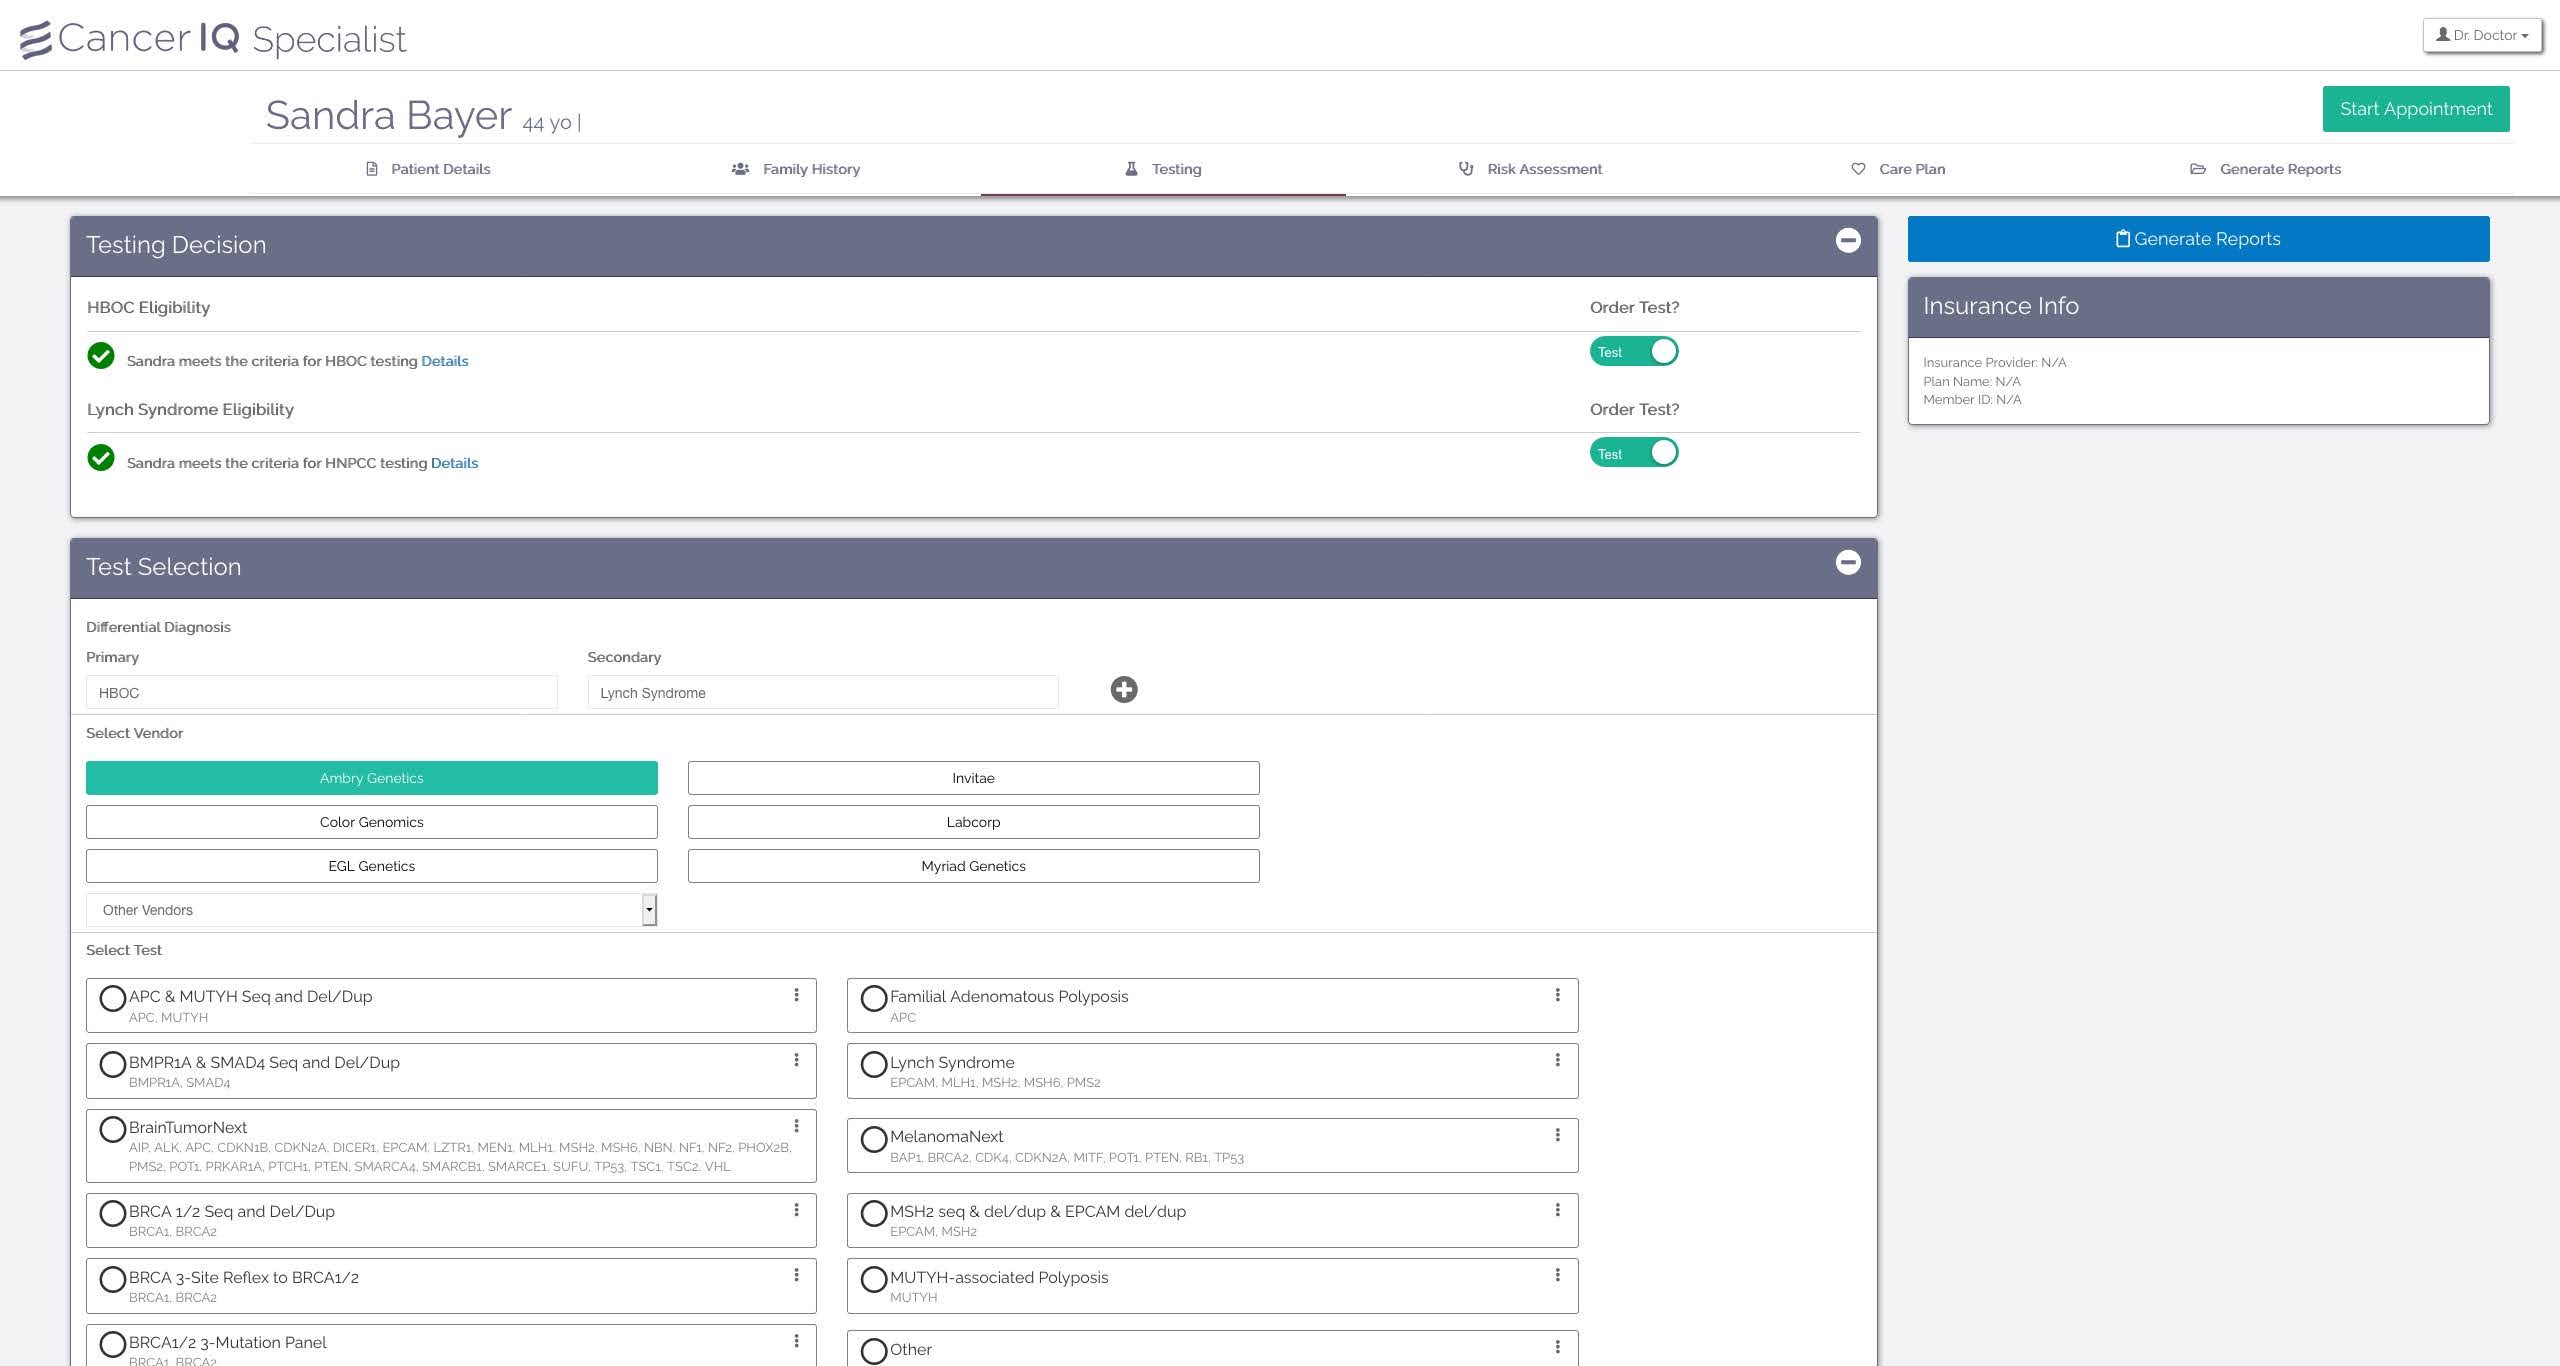 Cancer IQ Specialist
Dr. Doctor
Sandra Bayer 44 yo |
Start Appointment
Patient Details
Family History
Testing
Risk Assessment
Care Plan
Generate Reports
Testing Decision
HBOC Eligibility
Order Test?
Sandra meets the criteria for HBOC testing Details
Test
Lynch Syndrome Eligibility
Order Test?
Sandra meets the criteria for HNPCC testing Details
Test
Generate Reports
Insurance Info
Insurance Provider: N/A
Plan Name: N/A
Member ID: N/A
Test Selection
Differential Diagnosis
Primary
Secondary
HBOC
Lynch Syndrome
Select Vendor
Ambry Genetics
Invitae
Color Genomics
Labcorp
EGL Genetics
Myriad Genetics
Other Vendors
Select Test
APC & MUTYH Seq and Del/Dup
APC, MUTYH
Familial Adenomatous Polyposis
APC
BMPR1A & SMAD4 Seq and Del/Dup
BMPR1A, SMAD4
Lynch Syndrome
EPCAM, MLH1, MSH2, MSH6, PMS2
BrainTumorNext
AIP, ALK, APC, CDKN1B, CDKN2A, DICER1, EPCAM, LZTR1, MEN1, MLH1, MSH2, MSH6, NBN, NF1, NF2, PHOX2B,
PMS2, POT1, PRKAR1A, PTCH1, PTEN, SMARCA4, SMARCB1, SMARCE1, SUFU, TP53, TSC1, TSC2, VHL
MelanomaNext
BAP1, BRCA2, CDK4, CDKN2A, MITF, POT1, PTEN, RB1, TP53
BRCA 1/2 Seq and Del/Dup
BRCA1, BRCA2
MSH2 seq & del/dup & EPCAM del/dup
EPCAM, MSH2
BRCA 3-Site Reflex to BRCA1/2
BRCA1, BRCA2
MUTYH-associated Polyposis
MUTYH
BRCA1/2 3-Mutation Panel
BRCA1, BRCA2
Other